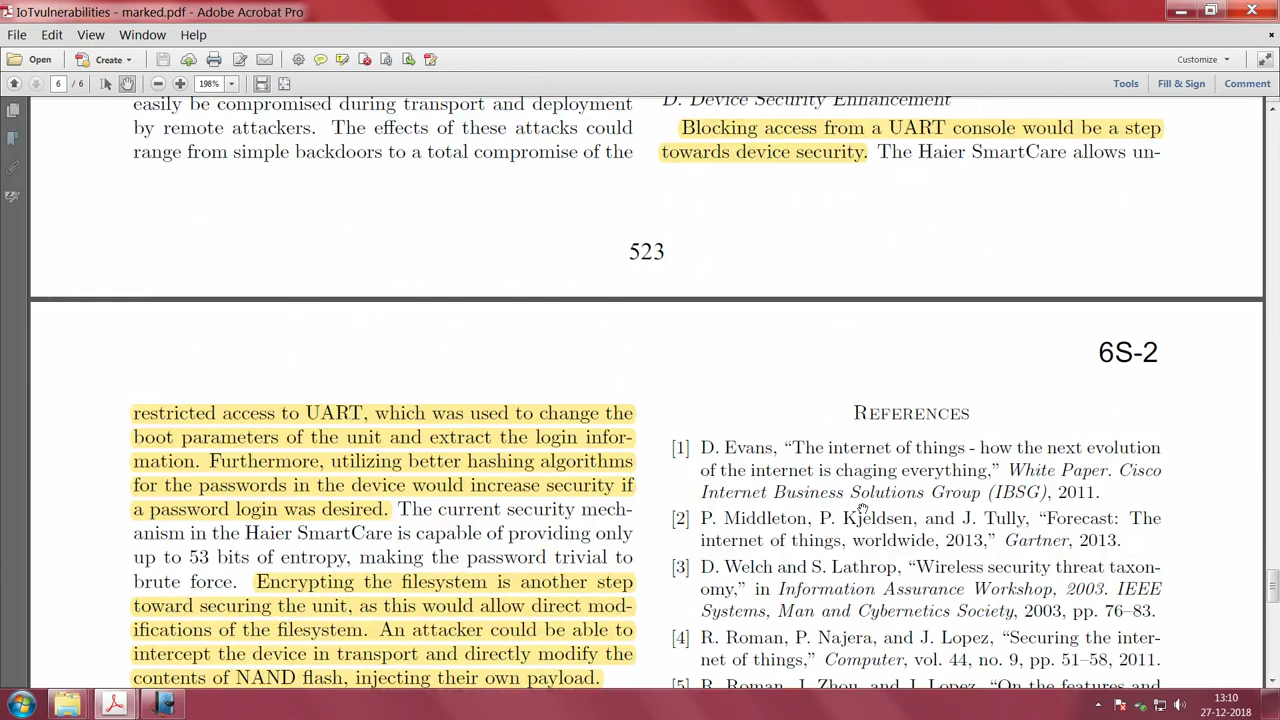 IoTvulnerabilities - marked.pdf - Adobe Acrobat Pro
File Edit View Window Help
Open Create Customize
6 / 6 198% Tools Fill & Sign Comment
easily be compromised during transport and deployment
by remote attackers. The effects of these attacks could
range from simple backdoors to a total compromise of the
D. Device Security Enhancement
Blocking access from a UART console would be a step
towards device security. The Haier SmartCare allows un-
523
6S-2
restricted access to UART, which was used to change the
boot parameters of the unit and extract the login infor-
mation. Furthermore, utilizing better hashing algorithms
for the passwords in the device would increase security if
a password login was desired. The current security mech-
anism in the Haier SmartCare is capable of providing only
up to 53 bits of entropy, making the password trivial to
brute force. Encrypting the filesystem is another step
toward securing the unit, as this would allow direct mod-
ifications of the filesystem. An attacker could be able to
intercept the device in transport and directly modify the
contents of NAND flash, injecting their own payload.
References
[1] D. Evans, “The internet of things - how the next evolution
of the internet is chaging everything,” White Paper. Cisco
Internet Business Solutions Group (IBSG), 2011.
[2] P. Middleton, P. Kjeldsen, and J. Tully, “Forecast: The
internet of things, worldwide, 2013,” Gartner, 2013.
[3] D. Welch and S. Lathrop, “Wireless security threat taxon-
omy,” in Information Assurance Workshop, 2003. IEEE
Systems, Man and Cybernetics Society, 2003, pp. 76–83.
[4] R. Roman, P. Najera, and J. Lopez, “Securing the inter-
net of things,” Computer, vol. 44, no. 9, pp. 51–58, 2011.
[5] R. Roman, J. Zhou, and J. Lopez, “On the features and
13:10
27-12-2018